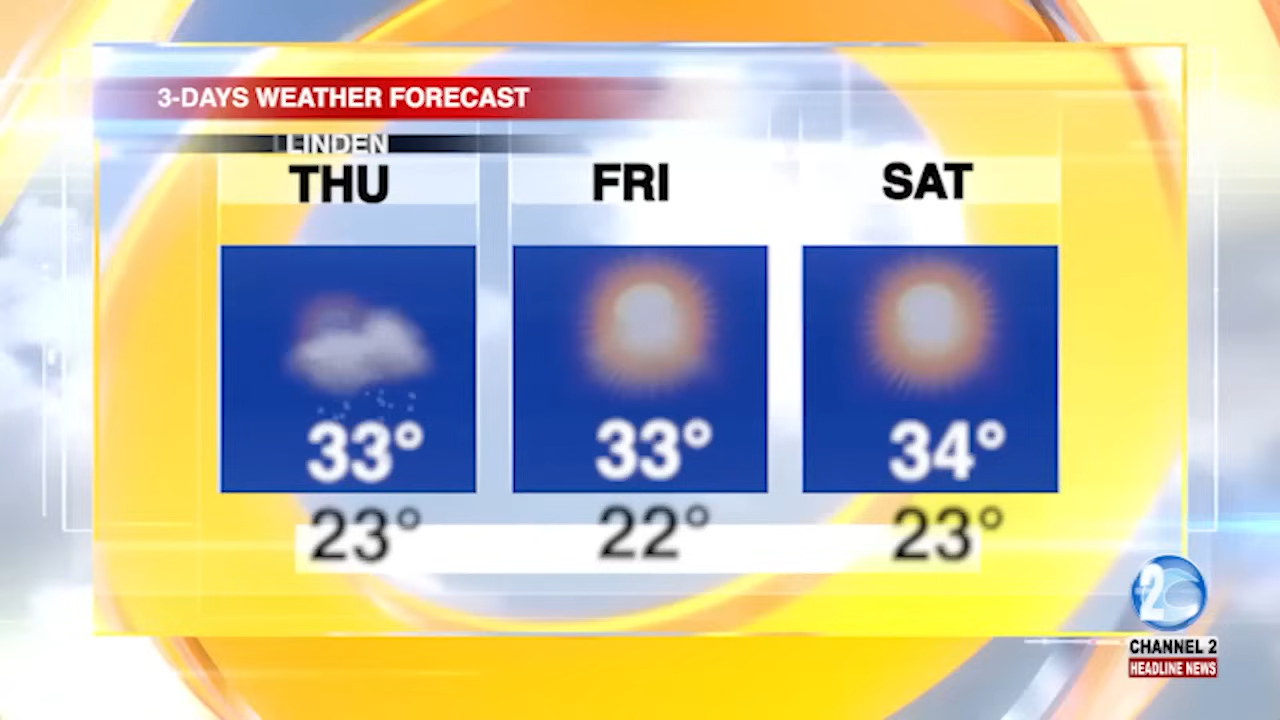 3-DAYS WEATHER FORECAST
LINDEN
THU FRI SAT
33° 33° 34°
23° 22° 23°
2
CHANNEL 2
HEADLINE NEWS